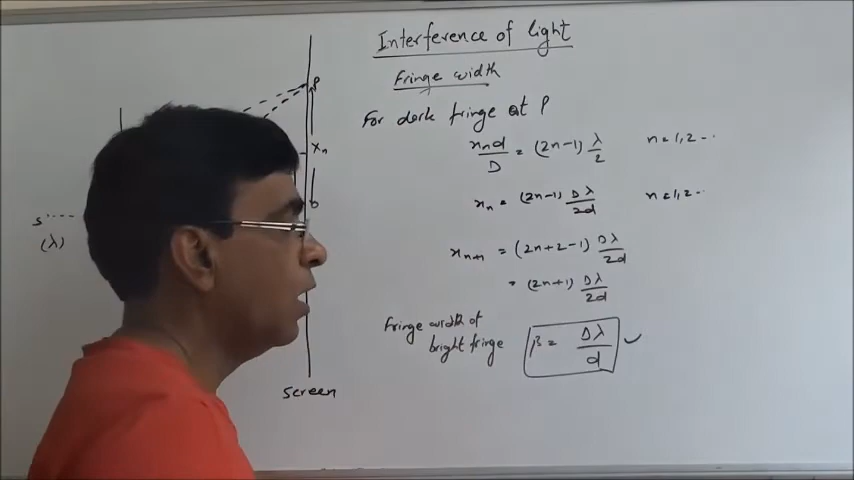 Interference of light
Fringe width
For dark fringe at P
xₙd/D = (2n-1) λ/2 n=1,2 - ..
xₙ = (2n-1) Dλ/2d n=1,2 - ..
xₙ₊₁ = (2n+2-1) Dλ/2d
= (2n+1) Dλ/2d
Fringe width of
bright fringe
β = Dλ/d
P
xₙ
O
S
(λ)
Screen